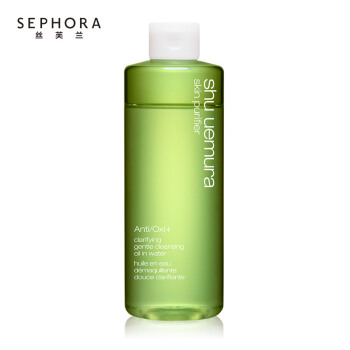 SEPHORA
丝芙兰
shu uemura
skin purifier
Anti/Oxi+
clarifying
gentle cleansing
oil in water
huile en eau
démaquillante
douce clarifiante